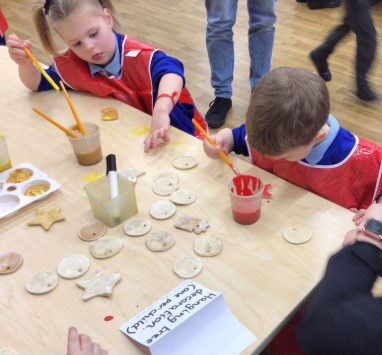 Hanging tree
decoration.
(one per child)